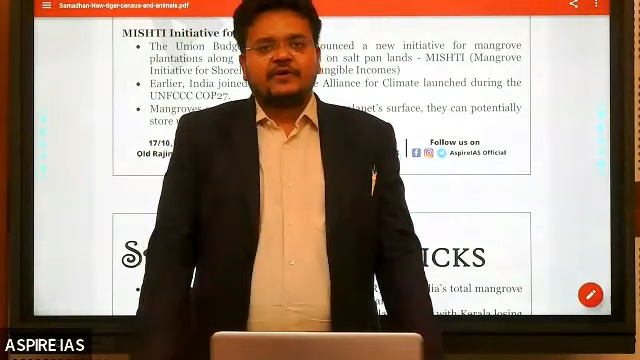 Samadhan-New-tiger-census-and-animals.pdf
MISHTI Initiative fo
The Union Budg ounced a new initiative for mangrove
plantations along on salt pan lands - MISHTI (Mangrove
Initiative for Shorel angible Incomes)
Earlier, India joined Alliance for Climate launched during the
UNFCCC COP27.
Mangroves lanet's surface, they can potentially
store
17/10, Follow us on
Old Rajin AspireIAS Official
ICKS
dia's total mangrove
with Kerala losing
ASPIRE IAS